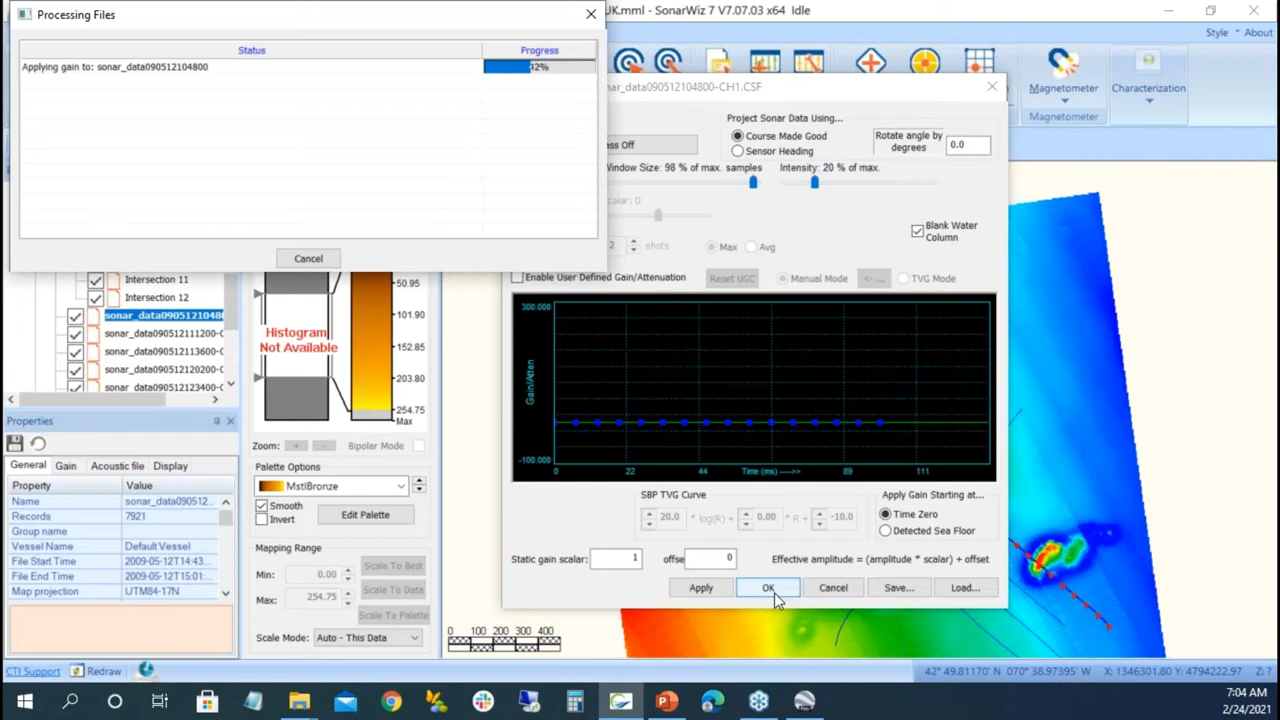 Processing Files
JK.mml - SonarWiz 7 V7.07.03 x64 Idle
Style
About
Status
Progress
Applying gain to: sonar_data090512104800
12%
Magnetometer
Characterization
Magnetometer
nar_data090512104800-CH1.CSF
Project Sonar Data Using...
Course Made Good
Sensor Heading
Rotate angle by
degrees
0.0
ass Off
Window Size: 98 % of max. samples
Intensity: 20 % of max.
calar: 0
2
shots
Max
Avg
Blank Water
Column
Cancel
Enable User Defined Gain/Attenuation
Reset UGC
Manual Mode
<- ...
TVG Mode
Intersection 11
Intersection 12
sonar_data0905121048
sonar_data090512111200-C
sonar_data090512113600-C
sonar_data090512120200-C
sonar_data090512123400-C
Histogram
Not Available
50.95
101.90
152.85
203.80
254.75
Max
300.000
Gain/Atten
-100.000
0
22
44
Time (ms) ---->>
89
111
Properties
General
Gain
Acoustic file
Display
Property
Value
Name
sonar_data090512...
Records
7921
Group name
Vessel Name
Default Vessel
File Start Time
2009-05-12T14:43...
File End Time
2009-05-12T15:01...
Map projection
UTM84-17N
Zoom:
+
-
Bipolar Mode
Palette Options
MstlBronze
Smooth
Invert
Edit Palette
Mapping Range
Min:
0.00
Max:
254.75
Scale To Best
Scale To Data
Scale To Palette
Scale Mode:
Auto - This Data
SBP TVG Curve
20.0
* log(R) +
0.00
* R +
-10.0
Apply Gain Starting at...
Time Zero
Detected Sea Floor
Static gain scalar:
1
offse
0
Effective amplitude = (amplitude * scalar) + offset
Apply
OK
Cancel
Save...
Load...
0 100 200 300 400
CTI Support
Redraw
42° 49.81170' N 070° 38.97395' W
X: 1346301.80 Y: 4794222.97
Z: ?
7:04 AM
2/24/2021